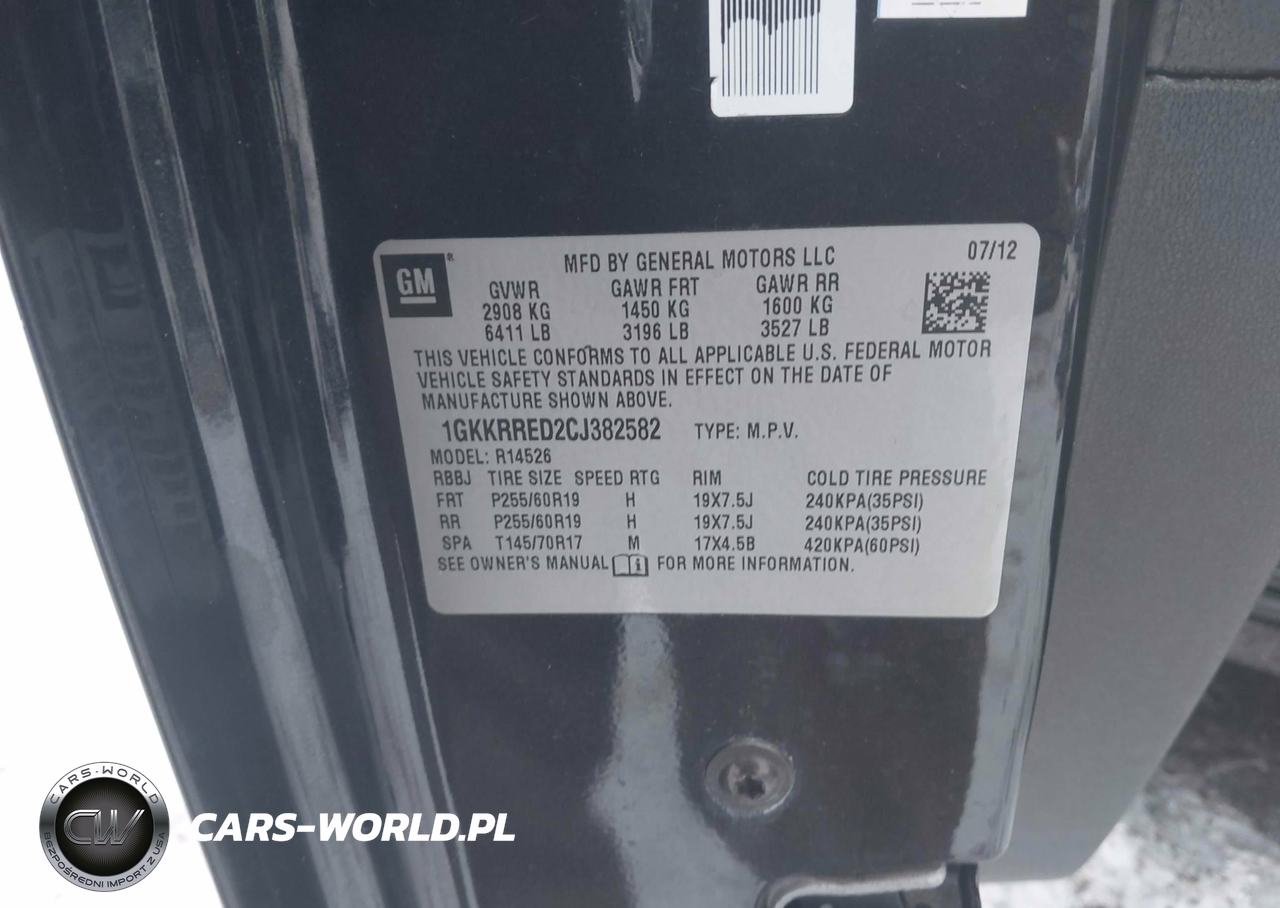 GM
MFD BY GENERAL MOTORS LLC 07/12
GVWR GAWR FRT GAWR RR
2908 KG 1450 KG 1600 KG
6411 LB 3196 LB 3527 LB
THIS VEHICLE CONFORMS TO ALL APPLICABLE U.S. FEDERAL MOTOR
VEHICLE SAFETY STANDARDS IN EFFECT ON THE DATE OF
MANUFACTURE SHOWN ABOVE.
1GKKRRED2CJ382582 TYPE: M.P.V.
MODEL: R14526
RBBJ TIRE SIZE SPEED RTG RIM COLD TIRE PRESSURE
FRT P255/60R19 H 19X7.5J 240KPA(35PSI)
RR P255/60R19 H 19X7.5J 240KPA(35PSI)
SPA T145/70R17 M 17X4.5B 420KPA(60PSI)
SEE OWNER'S MANUAL i FOR MORE INFORMATION.
CARS-WORLD
CW
BEZPOŚREDNI IMPORT Z USA
CARS-WORLD.PL